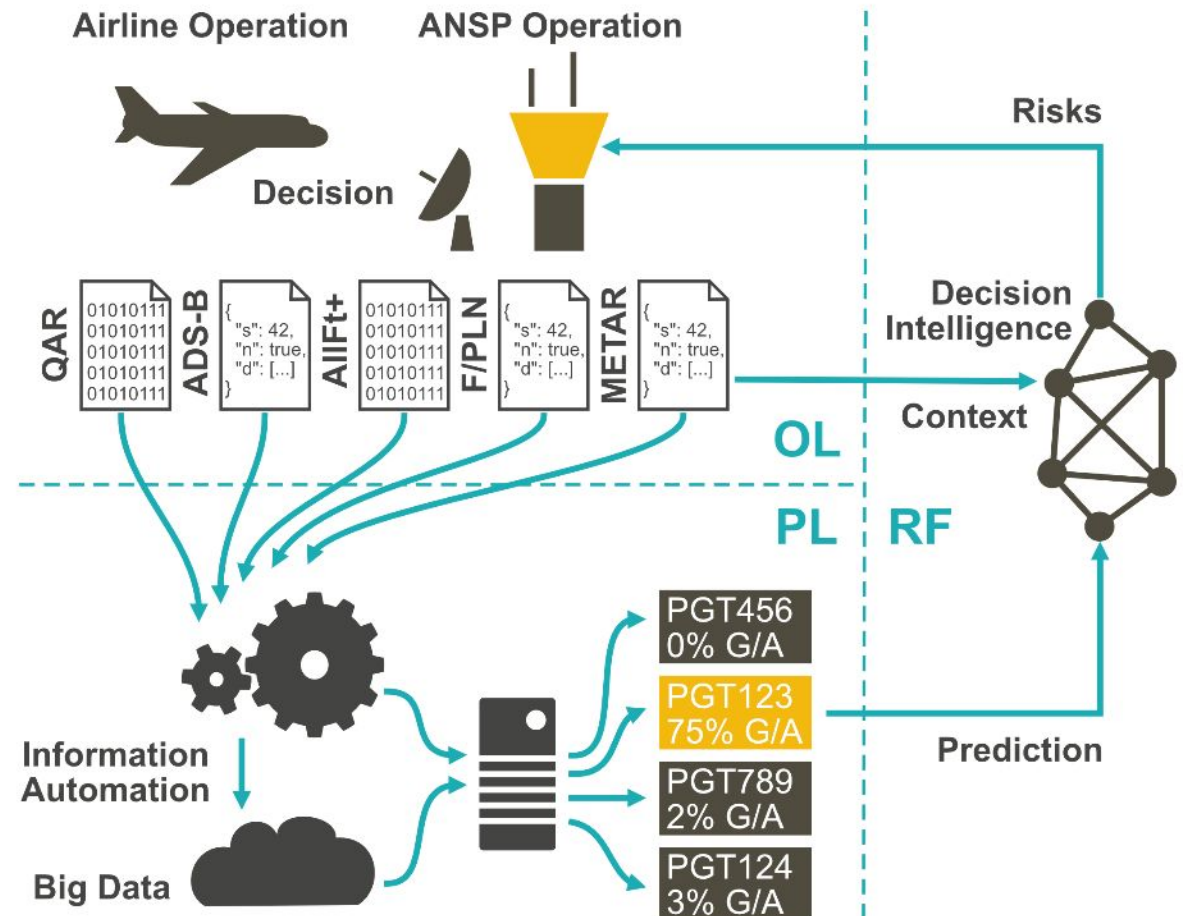 Airline Operation
ANSP Operation
Risks
Decision
QAR
01010111
01010111
01010111
01010111
01010111
ADS-B
{
"s": 42,
"n": true,
"d": [...]
}
AllFt+
01010111
01010111
01010111
01010111
01010111
F/PLN
{
"s": 42,
"n": true,
"d": [...]
}
METAR
{
"s": 42,
"n": true,
"d": [...]
}
Decision
Intelligence
Context
OL
PL
RF
PGT456
0% G/A
PGT123
75% G/A
Prediction
PGT789
2% G/A
PGT124
3% G/A
Information
Automation
Big Data